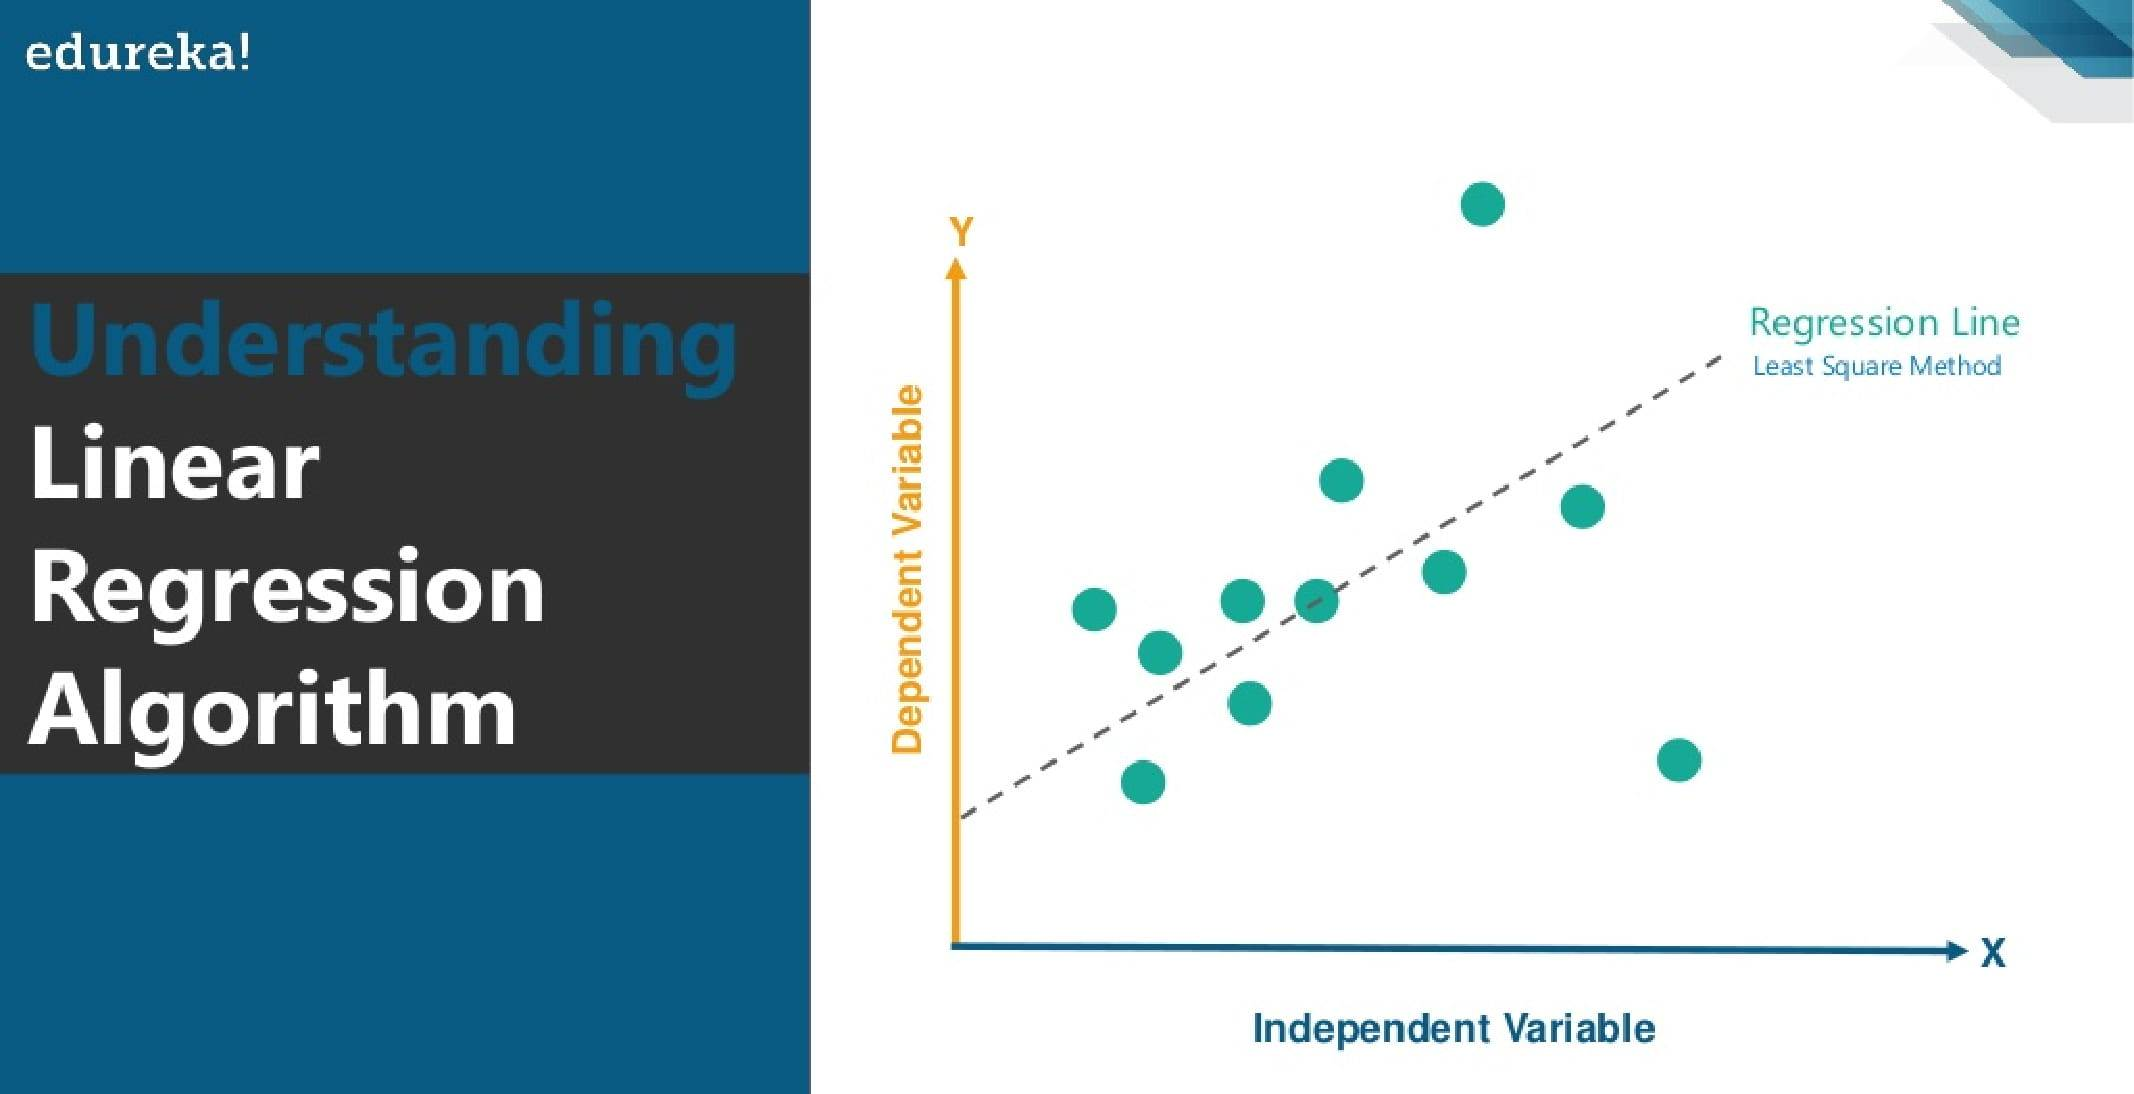 edureka!
Understanding
Linear
Regression
Algorithm
Y
Dependent Variable
Regression Line
Least Square Method
X
Independent Variable